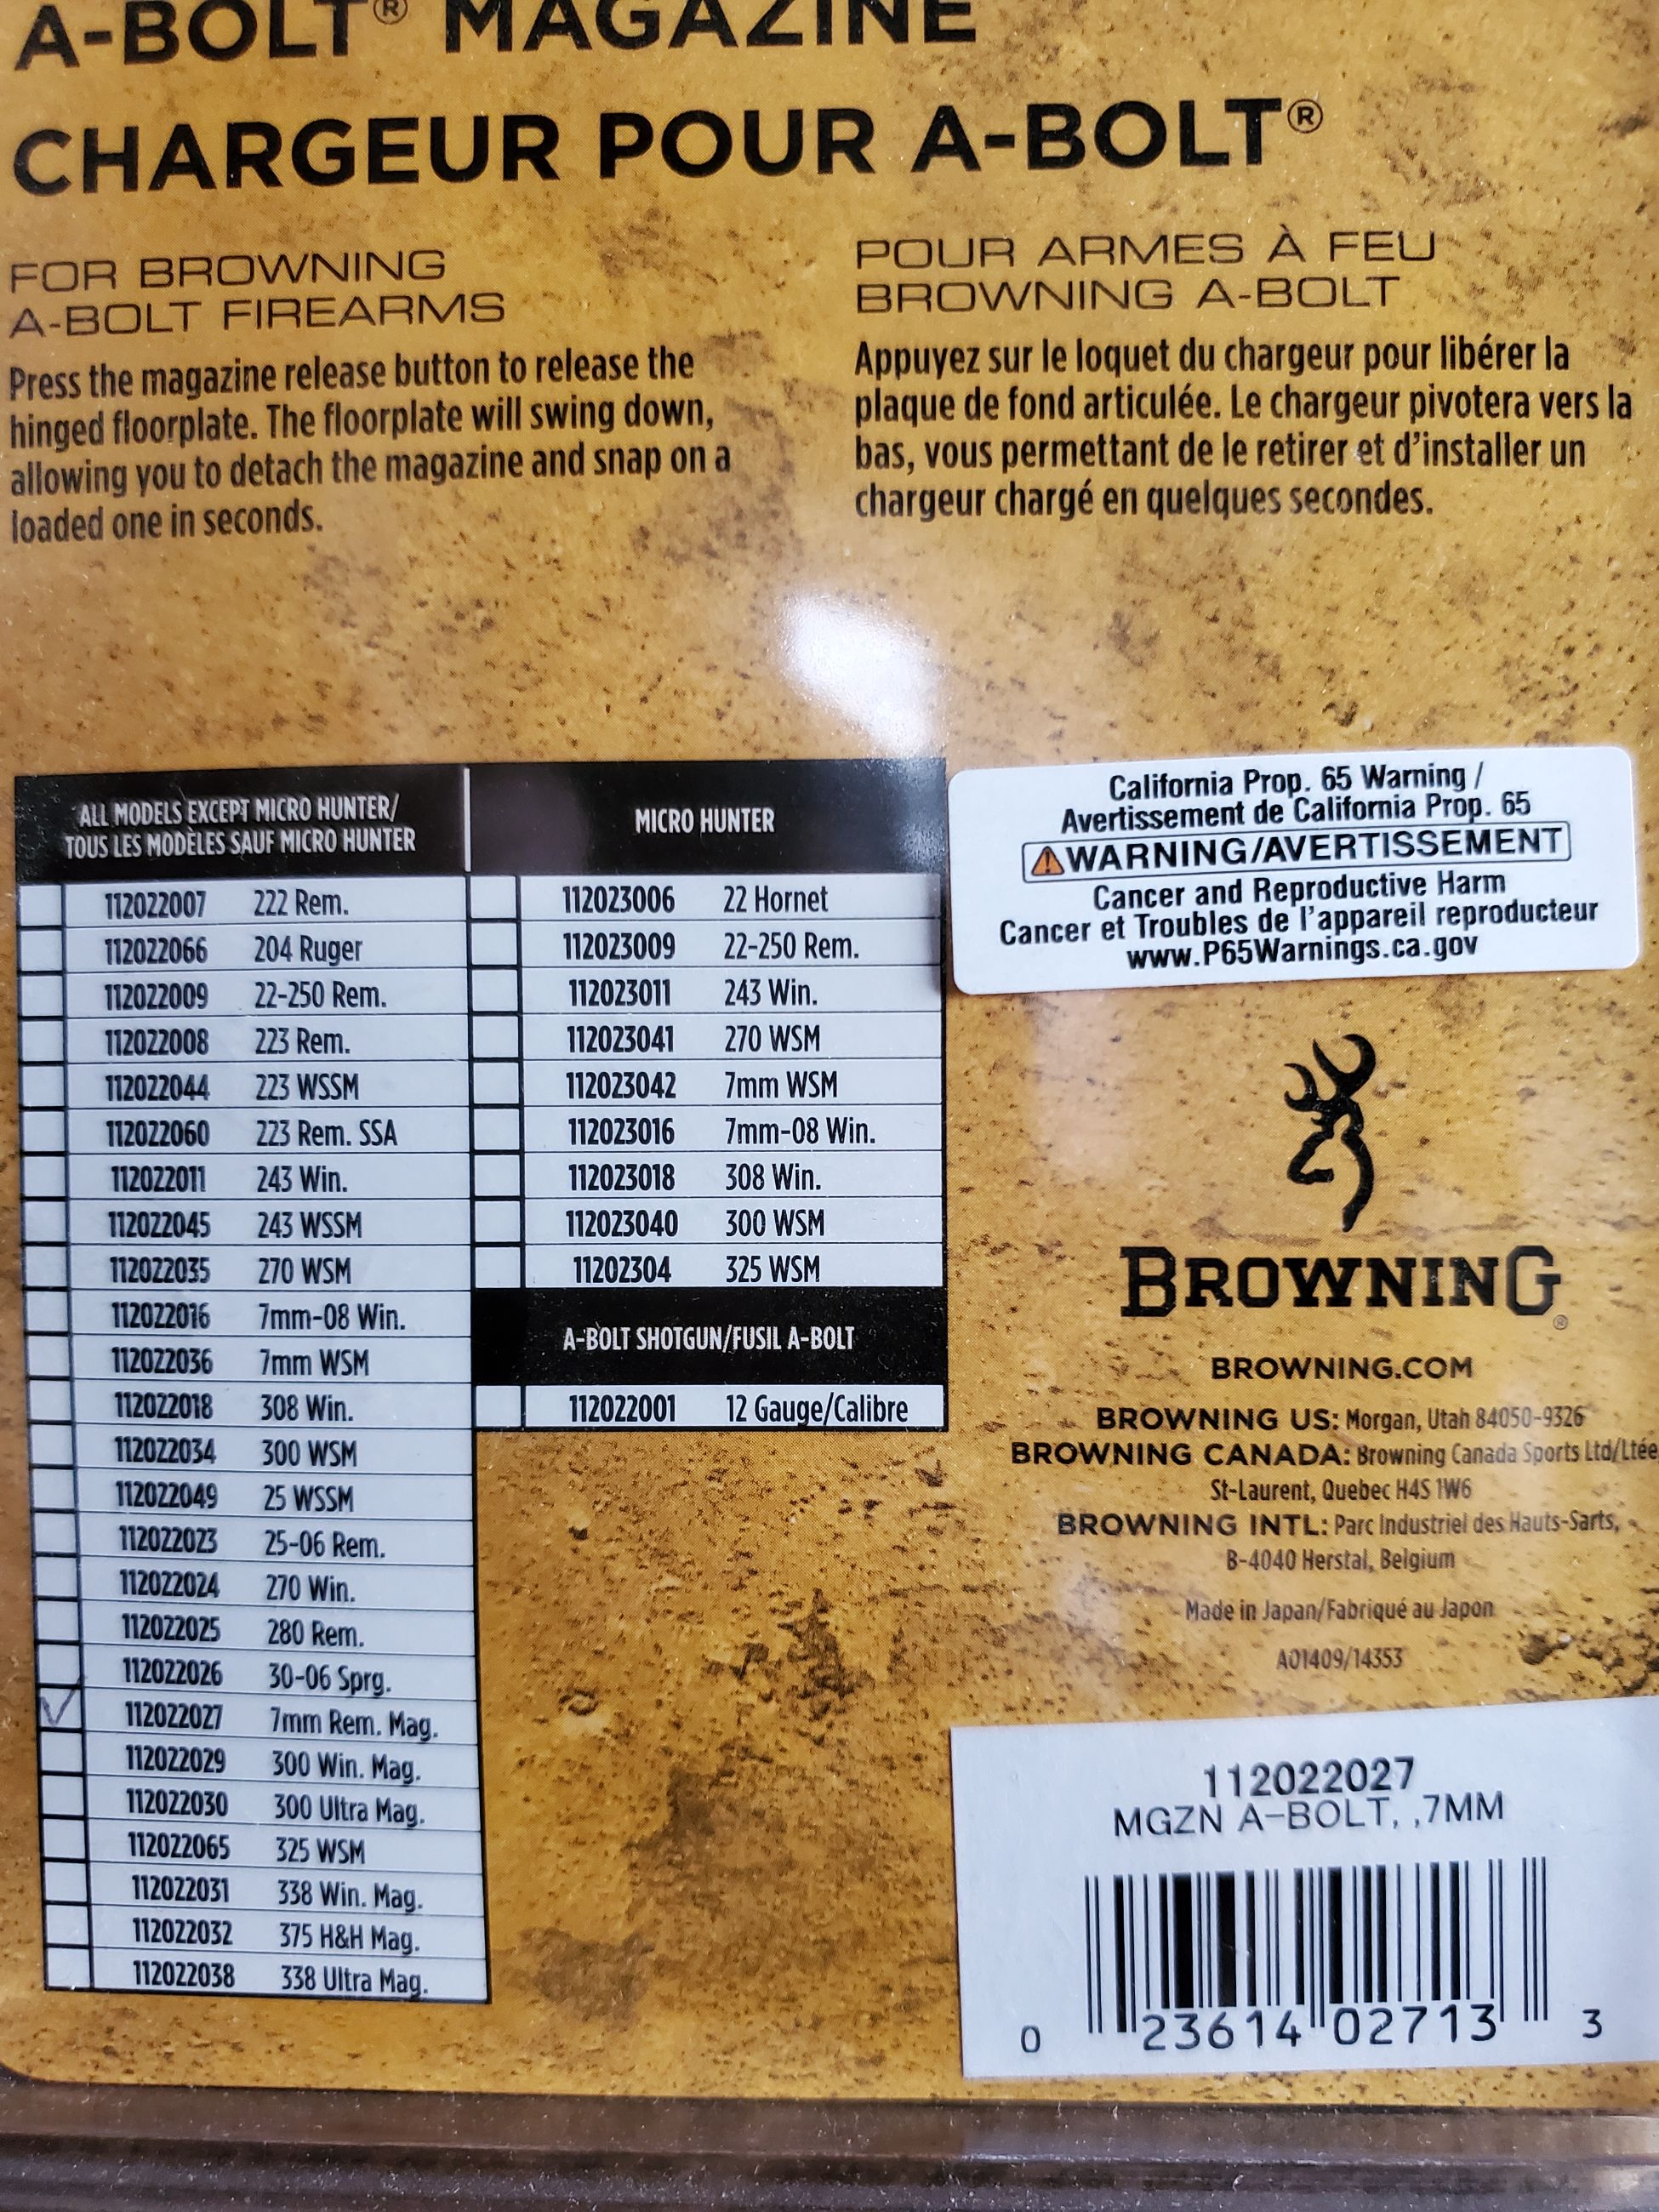 A-BOLT® MAGAZINE
CHARGEUR POUR A-BOLT®
FOR BROWNING
A-BOLT FIREARMS
Press the magazine release button to release the
hinged floorplate. The floorplate will swing down,
allowing you to detach the magazine and snap on a
loaded one in seconds.
POUR ARMES À FEU
BROWNING A-BOLT
Appuyez sur le loquet du chargeur pour libérer la
plaque de fond articulée. Le chargeur pivotera vers la
bas, vous permettant de le retirer et d'installer un
chargeur chargé en quelques secondes.
ALL MODELS EXCEPT MICRO HUNTER/
TOUS LES MODÈLES SAUF MICRO HUNTER
112022007 222 Rem.
112022066 204 Ruger
112022009 22-250 Rem.
112022008 223 Rem.
112022044 223 WSSM
112022060 223 Rem. SSA
112022011 243 Win.
112022045 243 WSSM
112022035 270 WSM
112022016 7mm-08 Win.
112022036 7mm WSM
112022018 308 Win.
112022034 300 WSM
112022049 25 WSSM
112022023 25-06 Rem.
112022024 270 Win.
112022025 280 Rem.
112022026 30-06 Sprg.
112022027 7mm Rem. Mag.
112022029 300 Win. Mag.
112022030 300 Ultra Mag.
112022065 325 WSM
112022031 338 Win. Mag.
112022032 375 H&H Mag.
112022038 338 Ultra Mag.
MICRO HUNTER
112023006 22 Hornet
112023009 22-250 Rem.
112023011 243 Win.
112023041 270 WSM
112023042 7mm WSM
112023016 7mm-08 Win.
112023018 308 Win.
112023040 300 WSM
11202304 325 WSM
A-BOLT SHOTGUN/FUSIL A-BOLT
112022001 12 Gauge/Calibre
California Prop. 65 Warning /
Avertissement de California Prop. 65
WARNING/AVERTISSEMENT
Cancer and Reproductive Harm
Cancer et Troubles de l'appareil reproducteur
www.P65Warnings.ca.gov
BROWNING®
BROWNING.COM
BROWNING US: Morgan, Utah 84050-9326
BROWNING CANADA: Browning Canada Sports Ltd/Ltée
St-Laurent, Quebec H4S 1W6
BROWNING INTL: Parc Industriel des Hauts-Sarts,
B-4040 Herstal, Belgium
Made in Japan/Fabriqué au Japon
A01409/14353
112022027
MGZN A-BOLT, ,7MM
0 23614 02713 3